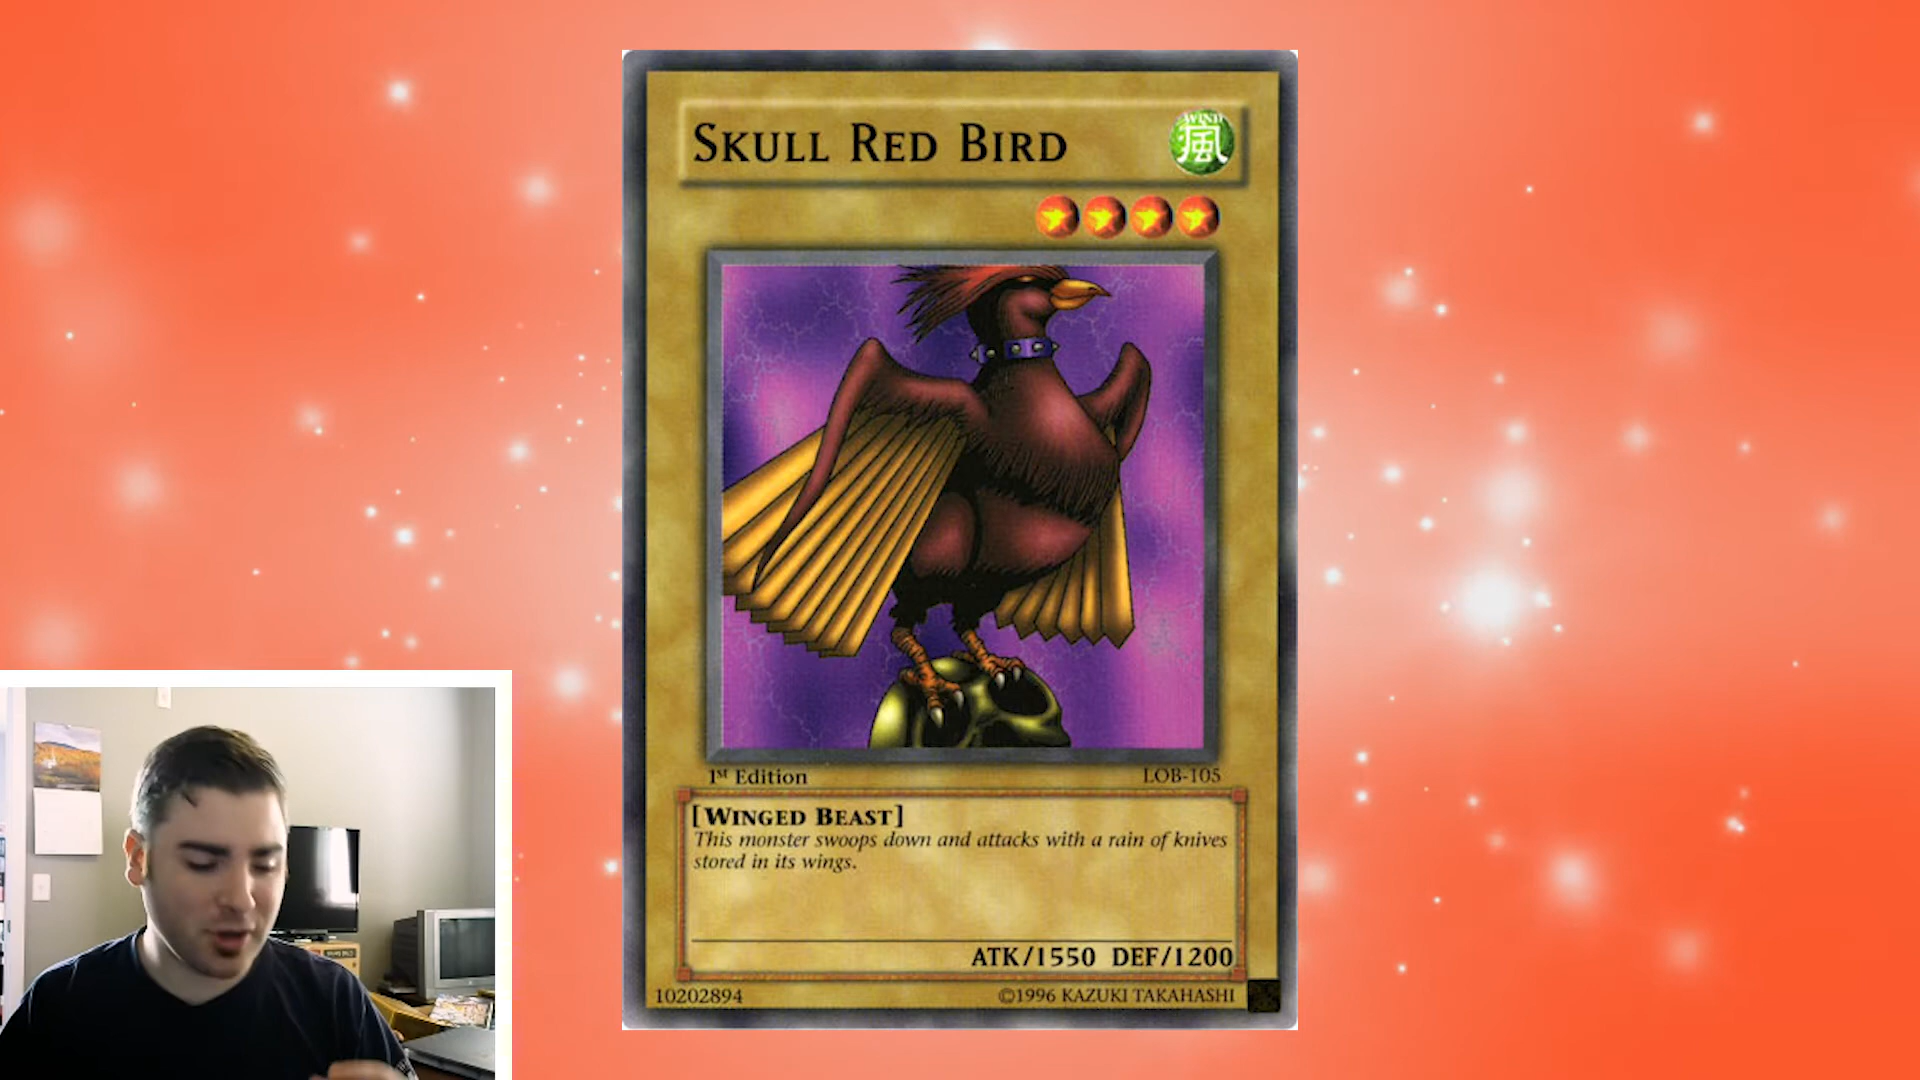 SKULL RED BIRD
WIND
風
1ST Edition
LOB-105
[WINGED BEAST]
This monster swoops down and attacks with a rain of knives
stored in its wings.
ATK/1550 DEF/1200
10202894
©1996 KAZUKI TAKAHASHI